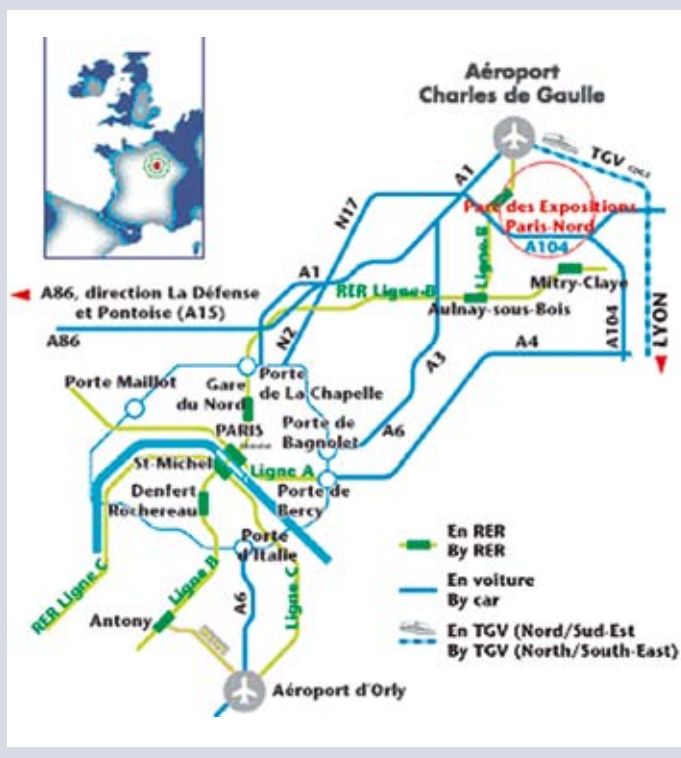 Aéroport
Charles de Gaulle
TGV
A1
N17
Parc des Expositions
Paris-Nord
A104
Ligne B
Mitry-Claye
A1
RER Ligne B
Aulnay-sous-Bois
A86, direction La Défense
et Pontoise (A15)
A86
N2
A3
A4
A104
LYON
Porte Maillot
Gare
du Nord
Porte
de La Chapelle
PARIS
Porte de
Bagnolet
A6
St-Michel
Ligne A
Denfert
Rochereau
Porte de
Bercy
Porte
d'Italie
En RER
By RER
RER Ligne C
Ligne B
A6
Ligne C
En voiture
By car
Antony
En TGV (Nord/Sud-Est
By TGV (North/South-East)
Aéroport d'Orly